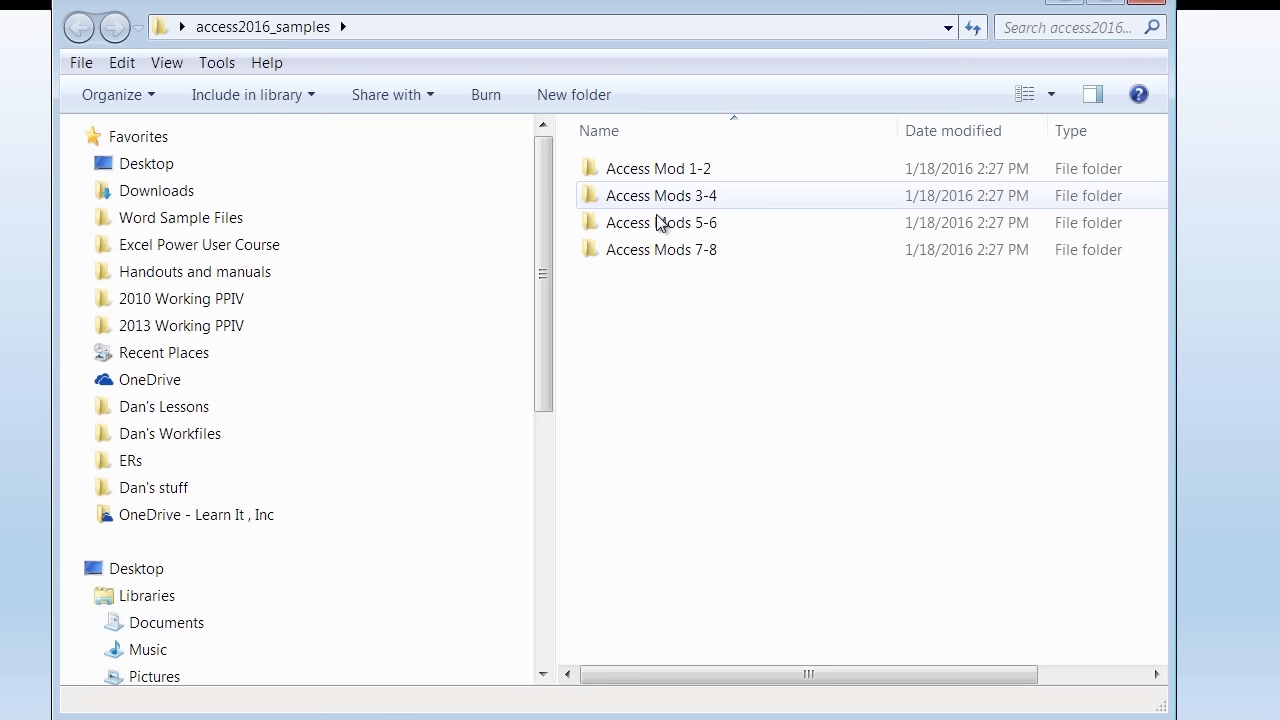 access2016_samples
Search access2016...
File Edit View Tools Help
Organize Include in library Share with Burn New folder
Favorites
Desktop
Downloads
Word Sample Files
Excel Power User Course
Handouts and manuals
2010 Working PPIV
2013 Working PPIV
Recent Places
OneDrive
Dan's Lessons
Dan's Workfiles
ERs
Dan's stuff
OneDrive - Learn It , Inc
Desktop
Libraries
Documents
Music
Pictures
Name Date modified Type
Access Mod 1-2 1/18/2016 2:27 PM File folder
Access Mods 3-4 1/18/2016 2:27 PM File folder
Access Mods 5-6 1/18/2016 2:27 PM File folder
Access Mods 7-8 1/18/2016 2:27 PM File folder